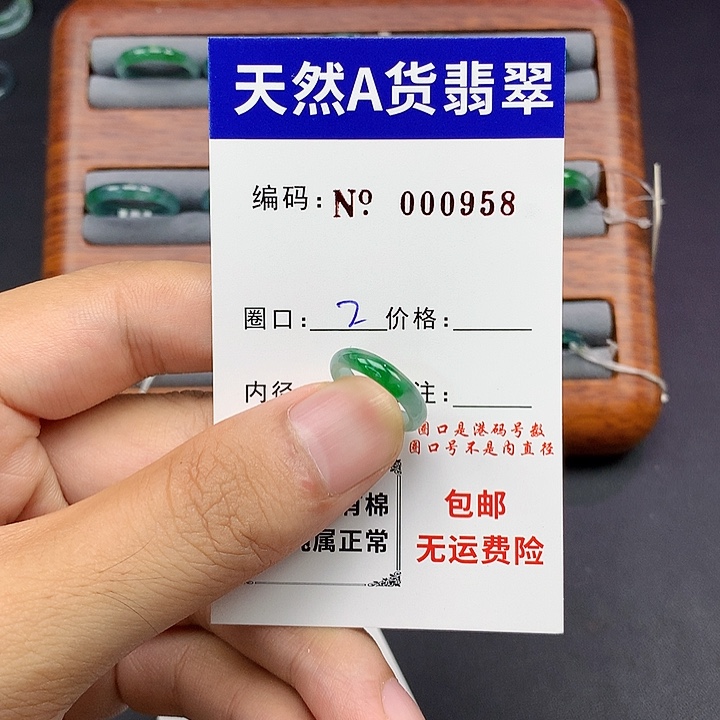 天然A货翡翠
编码：Nº 000958
圈口：2 价格：
内径 注：
圈口是港码号数
圈口号不是内直径
有棉
属正常
包邮
无运费险